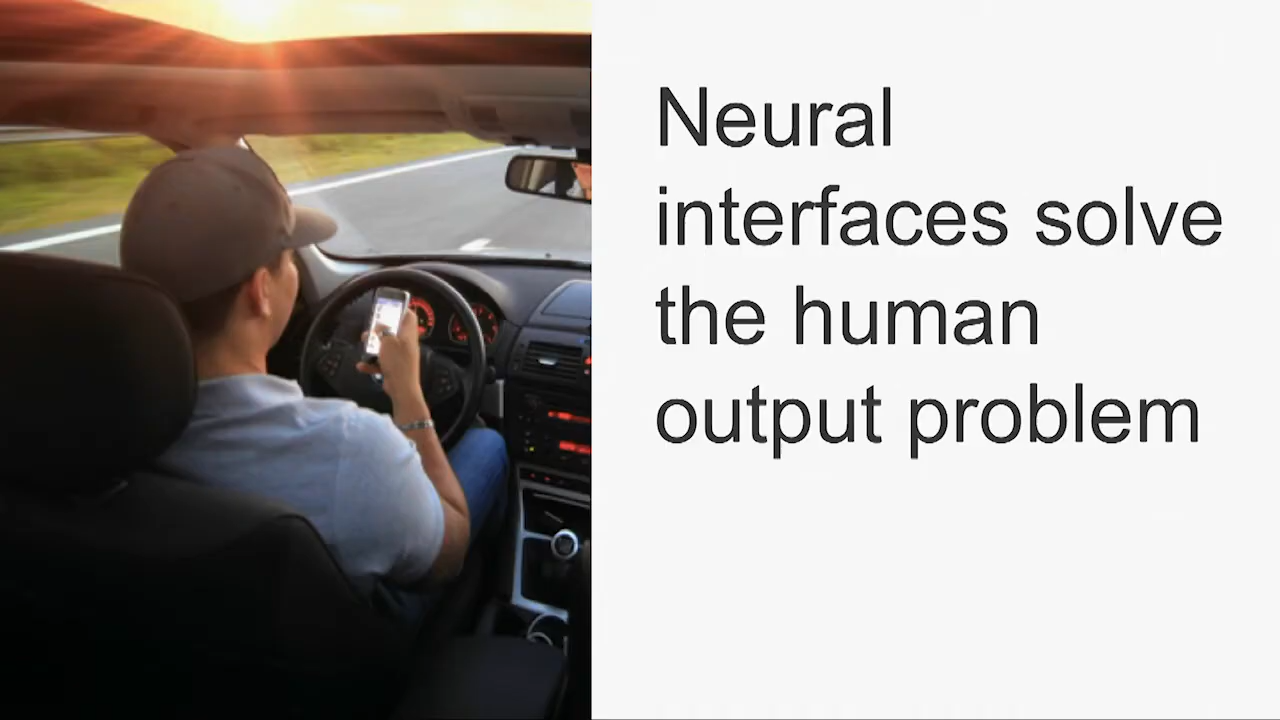 Neural
interfaces solve
the human
output problem